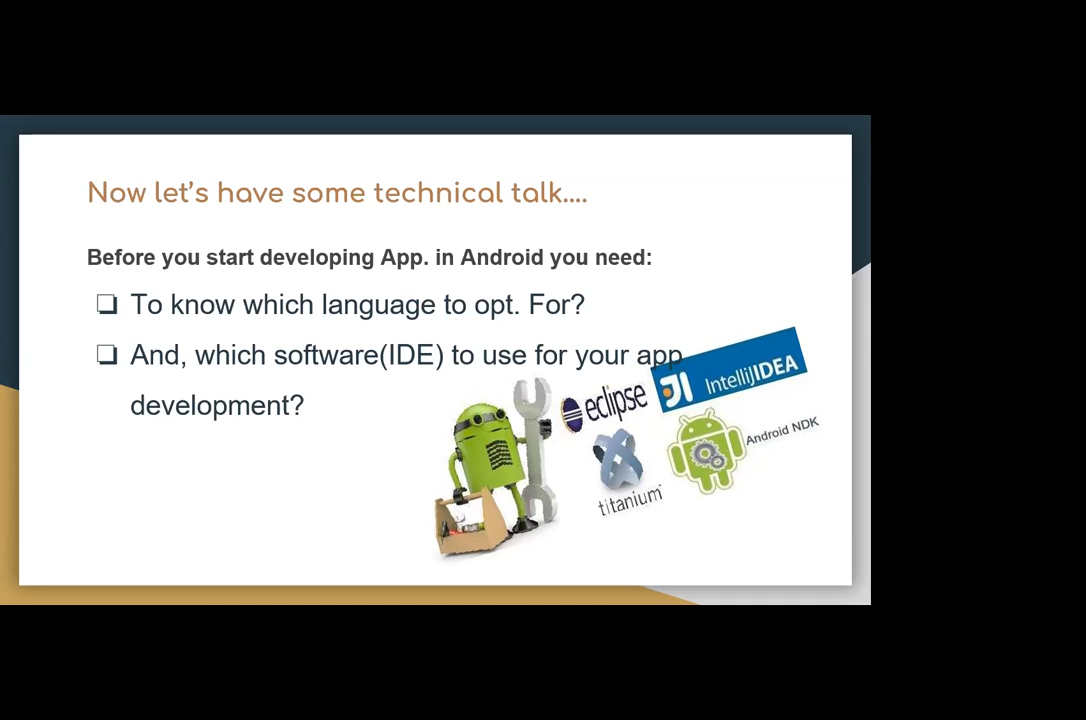 Now let's have some technical talk....
Before you start developing App. in Android you need:
❏ To know which language to opt. For?
❏ And, which software(IDE) to use for your app
development?
IntelliJIDEA
eclipse
Android NDK
titanium